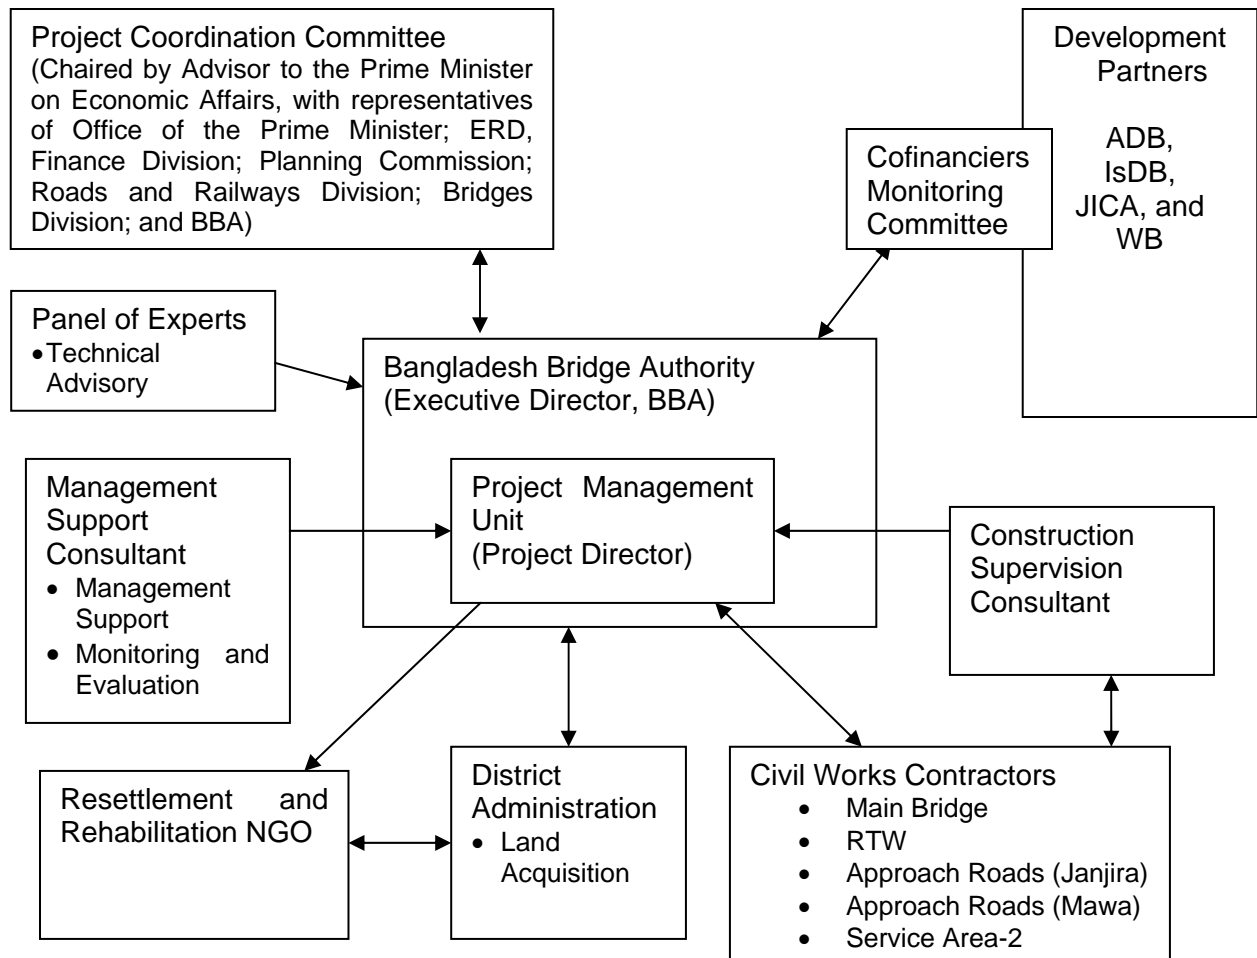 Project Coordination Committee
(Chaired by Advisor to the Prime Minister
on Economic Affairs, with representatives
of Office of the Prime Minister; ERD,
Finance Division; Planning Commission;
Roads and Railways Division; Bridges
Division; and BBA)
Development
Partners
ADB,
IsDB,
JICA, and
WB
Cofinanciers
Monitoring
Committee
Panel of Experts
•Technical
Advisory
Bangladesh Bridge Authority
(Executive Director, BBA)
Management
Support
Consultant
• Management
Support
• Monitoring and
Evaluation
Project Management
Unit
(Project Director)
Construction
Supervision
Consultant
Resettlement and
Rehabilitation NGO
District
Administration
• Land
Acquisition
Civil Works Contractors
• Main Bridge
• RTW
• Approach Roads (Janjira)
• Approach Roads (Mawa)
• Service Area-2